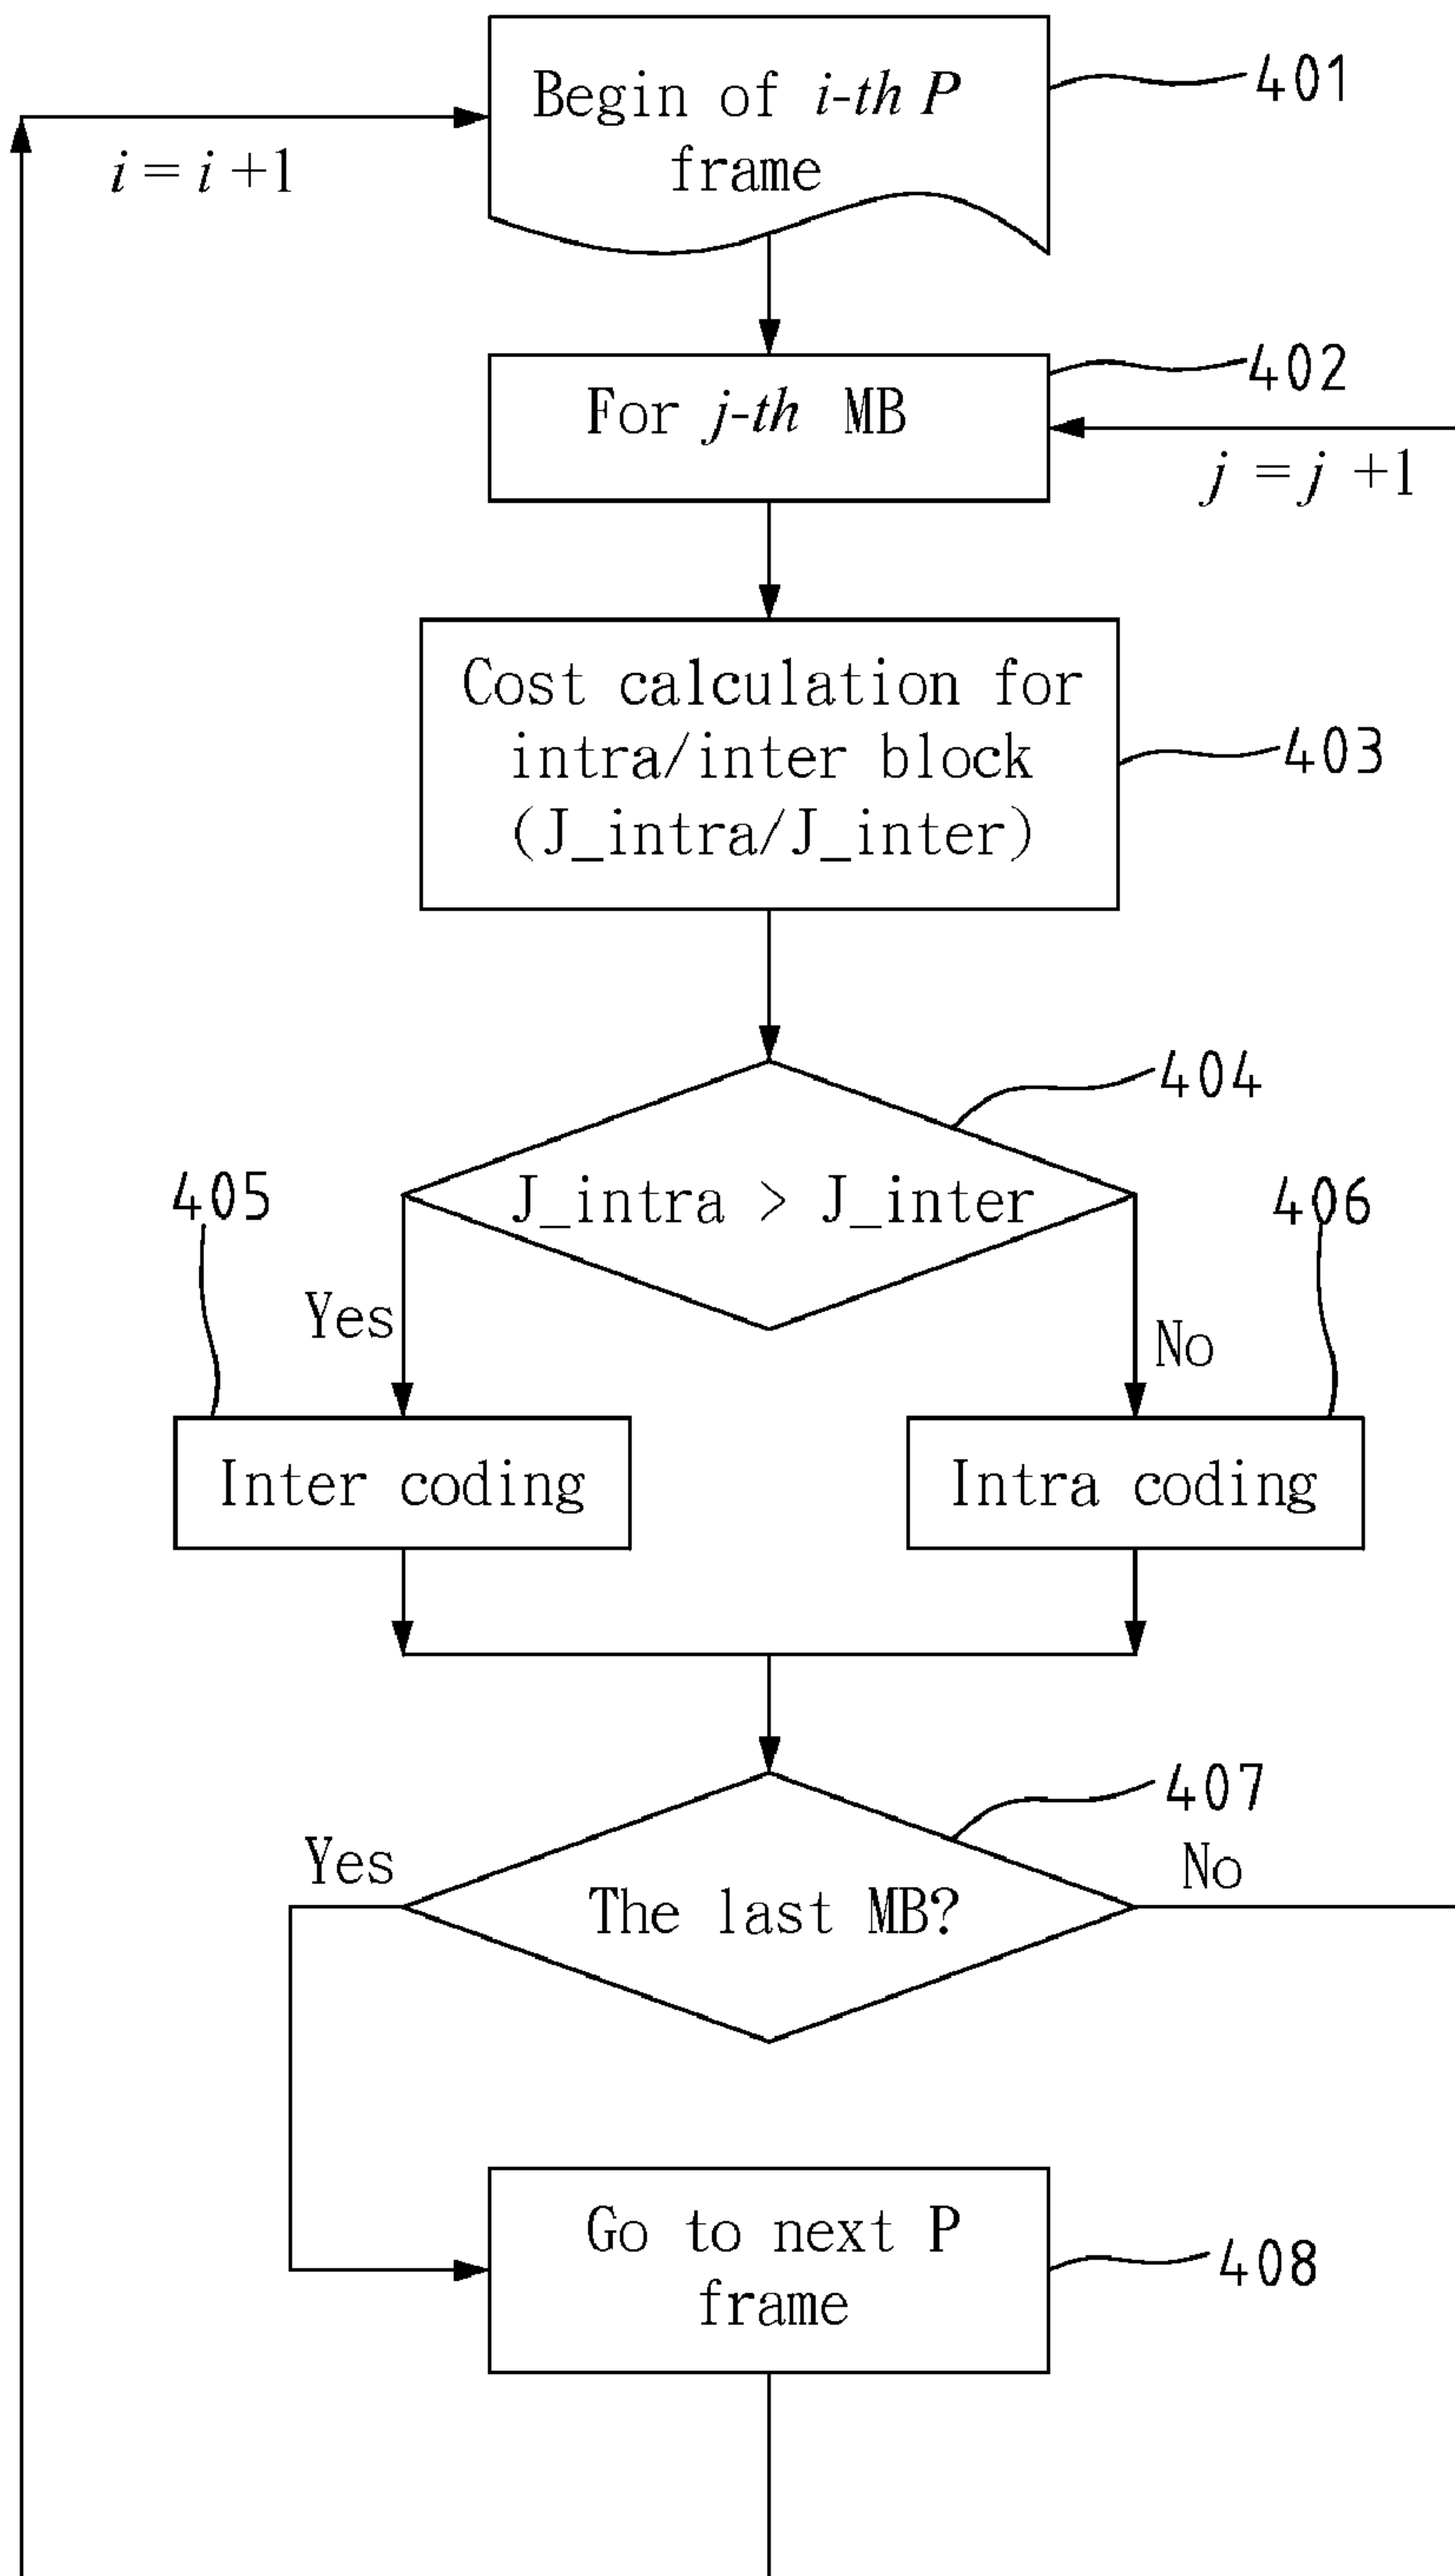 Begin of i-th P
frame
401
i = i +1
402
For j-th MB
j = j +1
Cost calculation for
intra/inter block
(J_intra/J_inter)
403
404
J_intra > J_inter
405
406
Yes
No
Inter coding
Intra coding
407
Yes
No
The last MB?
Go to next P
frame
408